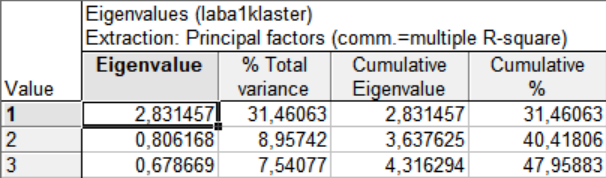 Eigenvalues (laba1klaster)
Extraction: Principal factors (comm.=multiple R-square)
Value Eigenvalue % Total variance Cumulative Eigenvalue Cumulative %
1 2,831457 31,46063 2,831457 31,46063
2 0,806168 8,95742 3,637625 40,41806
3 0,678669 7,54077 4,316294 47,95883